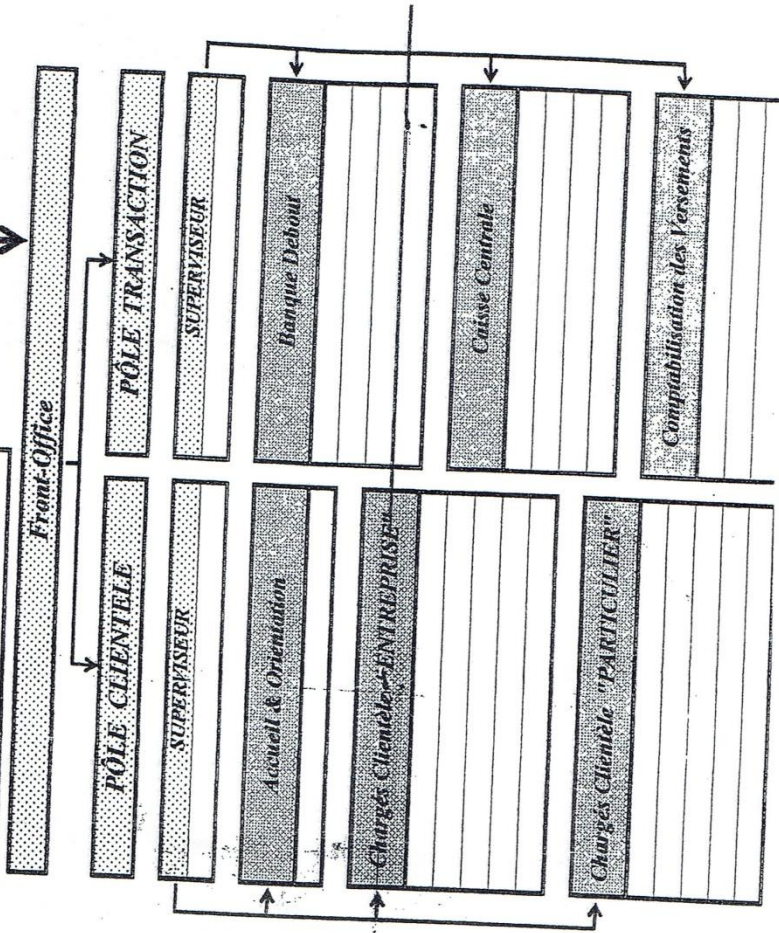 Front-Office
PÔLE CLIENTELE
SUPERVISEUR
Accueil & Orientation
Chargés Clientèle "ENTREPRISE"
Chargés Clientèle "PARTICULIER"
PÔLE TRANSACTION
SUPERVISEUR
Banque Debout
Caisse Centrale
Comptabilisation des Versements